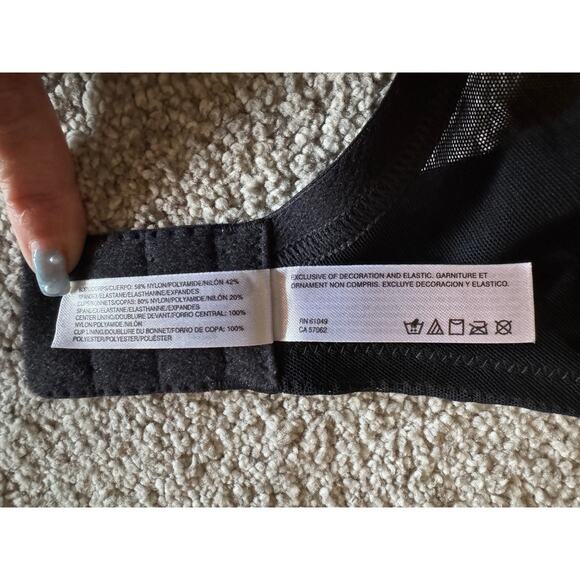 BODY/CORPS/CUERPO: 58% NYLON/POLYAMIDE/NILÓN 42%
SPANDEX/ELASTANE/ELASTHANNE/EXPANDES
CUPS/BONNETS/COPAS: 80% NYLON/POLYAMIDE/NILÓN 20%
SPANDEX/ELASTANE/ELASTHANNE/EXPANDES
CENTER LINING/DOUBLURE DEVANT/FORRO CENTRAL: 100%
NYLON/POLYAMIDE/NILÓN
CUP LINING/DOUBLURE DU BONNET/FORRO DE COPA: 100%
POLYESTER/POLYESTER/POLIÉSTER
EXCLUSIVE OF DECORATION AND ELASTIC. GARNITURE ET
ORNAMENT NON COMPRIS. EXCLUYE DECORACION Y ELASTICO.
RN 61049
CA 57062